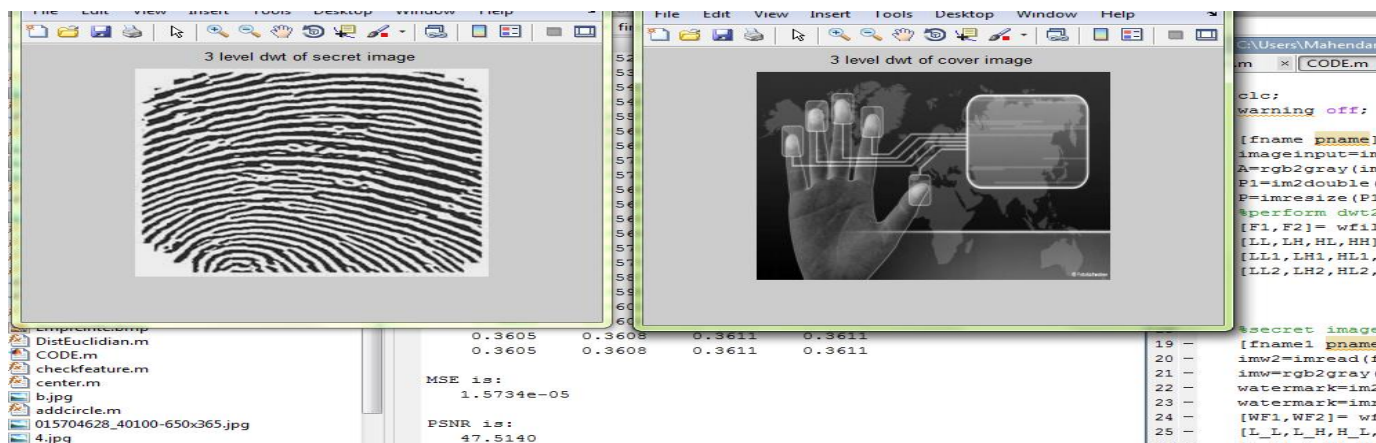 File Edit View Insert Tools Desktop Window Help
3 level dwt of secret image
File Edit View Insert Tools Desktop Window Help
3 level dwt of cover image
DistEuclidian.m
CODE.m
checkfeature.m
center.m
b.jpg
addcircle.m
015704628_40100-650x365.jpg
4.jpg
0.3605 0.3608 0.3611 0.3611
0.3605 0.3608 0.3611 0.3611
MSE is:
1.5734e-05
PSNR is:
47.5140
C:\Users\Mahendar
.m × CODE.m
clc;
warning off;
[fname pname]
imageinput=im
A=rgb2gray(im
P1=im2double(
P=imresize(P1
%perform dwt2
[F1,F2]= wfil
[LL,LH,HL,HH]
[LL1,LH1,HL1,
[LL2,LH2,HL2,
%secret image
19 – [fname1 pname
20 – imw2=imread(f
21 – imw=rgb2gray(
22 – watermark=im2
23 – watermark=imr
24 – [WF1,WF2]= wf
25 – [L_L,L_H,H_L,